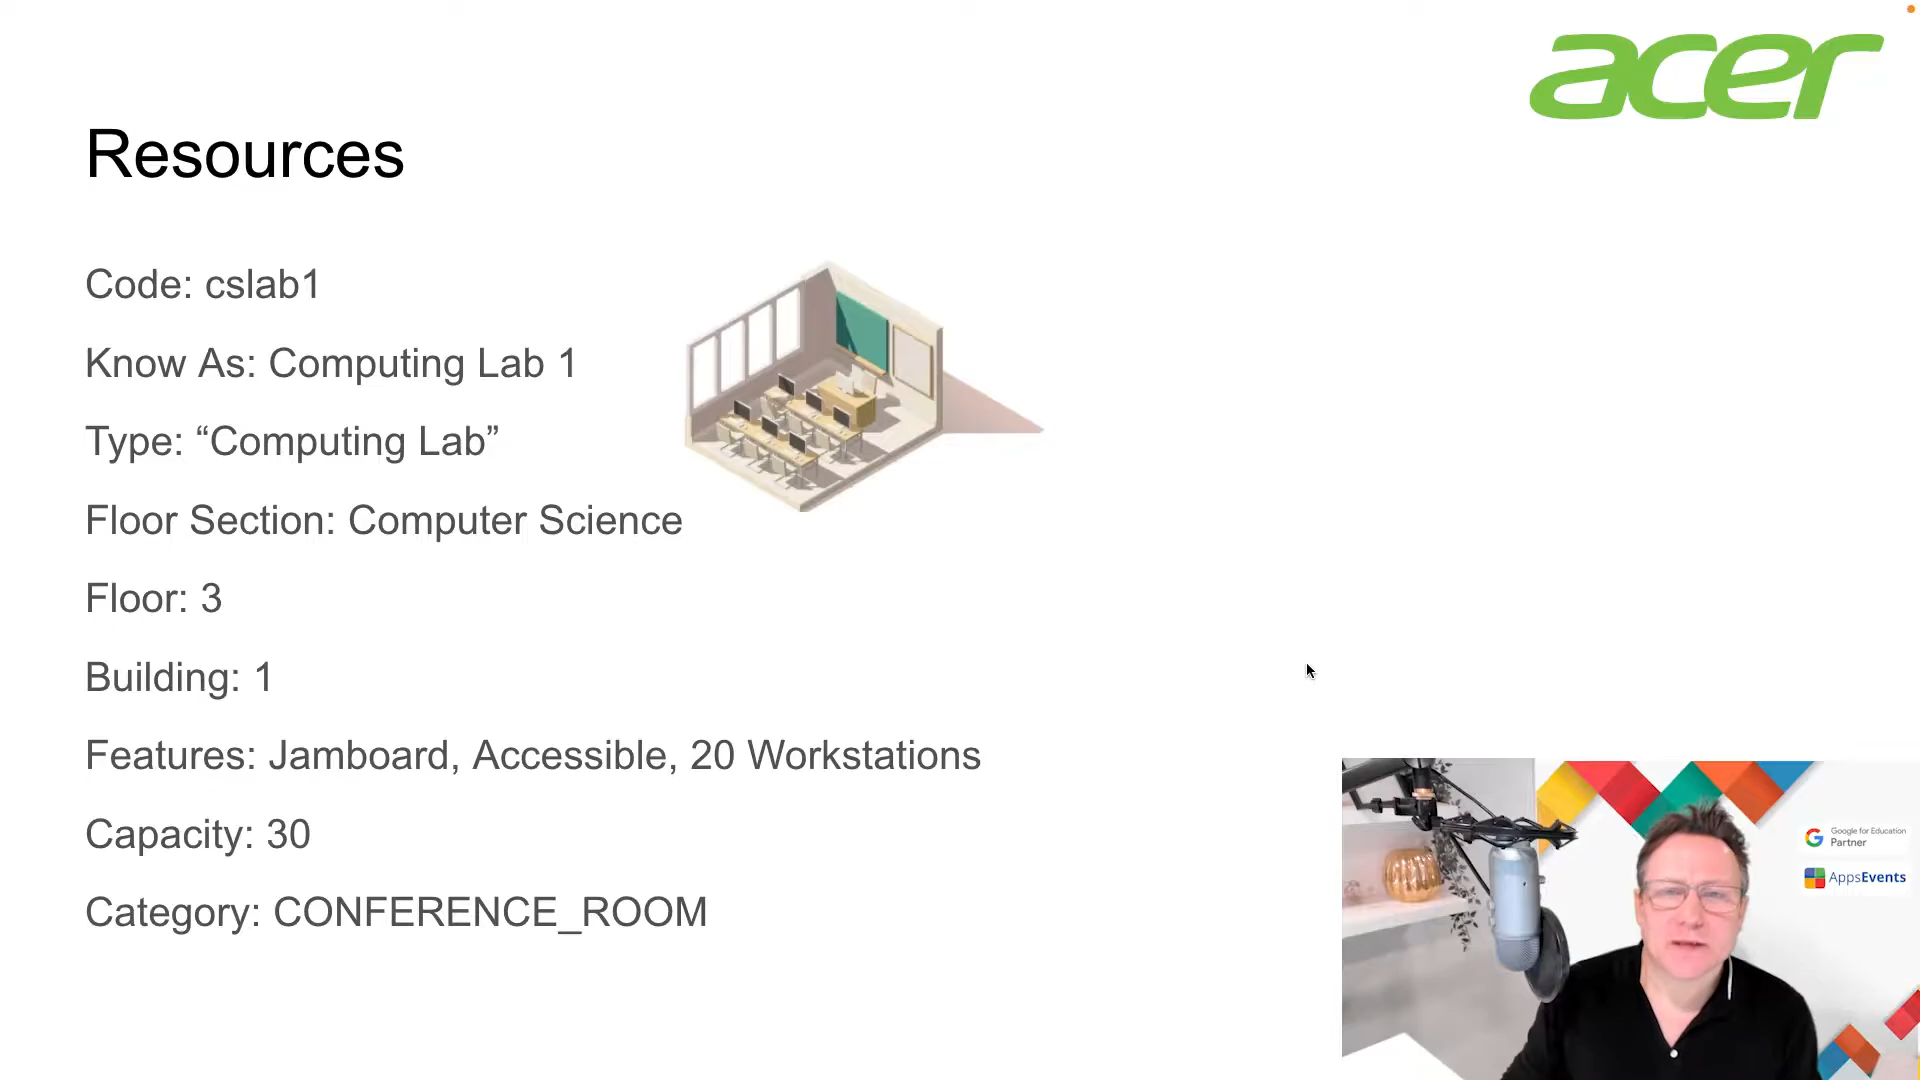 acer
Resources
Code: cslab1
Know As: Computing Lab 1
Type: “Computing Lab”
Floor Section: Computer Science
Floor: 3
Building: 1
Features: Jamboard, Accessible, 20 Workstations
Capacity: 30
Category: CONFERENCE_ROOM
Google for Education
Partner
AppsEvents